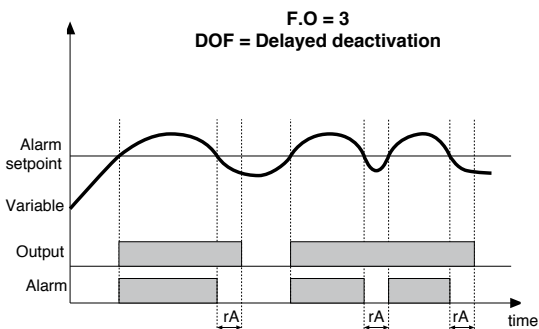 F.O = 3
DOF = Delayed deactivation
Alarm
setpoint
Variable
Output
Alarm
rA
rA
rA
time